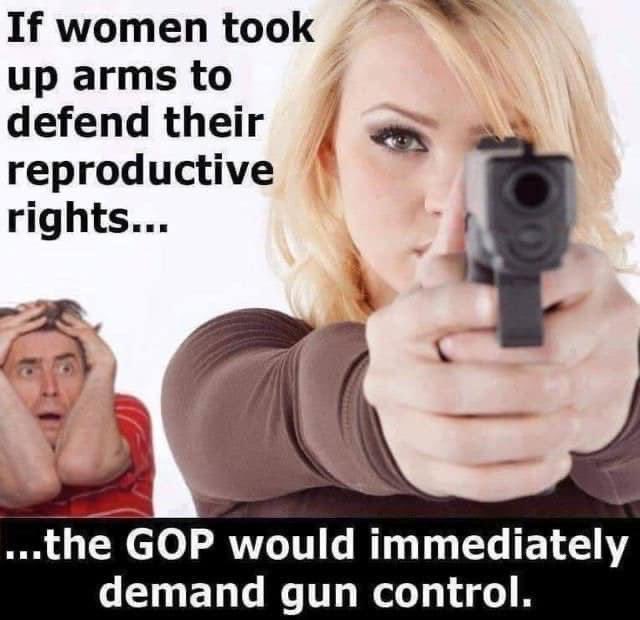 If women took
up arms to
defend their
reproductive
rights...
...the GOP would immediately
demand gun control.